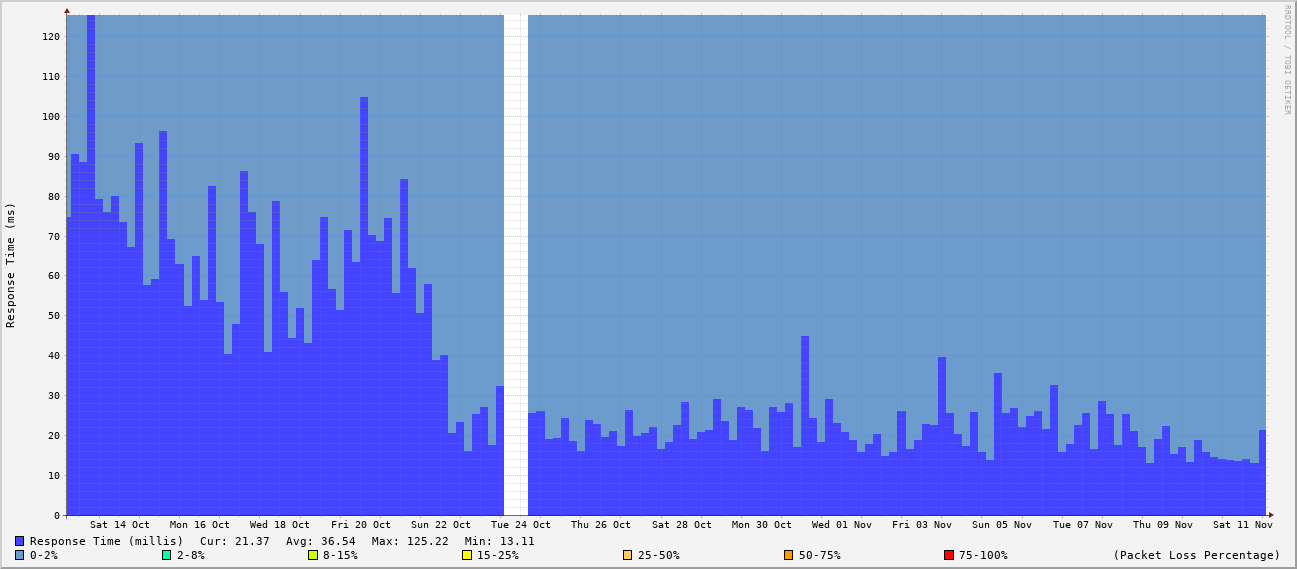 RRDTOOL / TOBI OETIKER
Response Time (ms)
120
110
100
90
80
70
60
50
40
30
20
10
0
Sat 14 Oct Mon 16 Oct Wed 18 Oct Fri 20 Oct Sun 22 Oct Tue 24 Oct Thu 26 Oct Sat 28 Oct Mon 30 Oct Wed 01 Nov Fri 03 Nov Sun 05 Nov Tue 07 Nov Thu 09 Nov Sat 11 Nov
Response Time (millis) Cur: 21.37 Avg: 36.54 Max: 125.22 Min: 13.11
0-2% 2-8% 8-15% 15-25% 25-50% 50-75% 75-100% (Packet Loss Percentage)